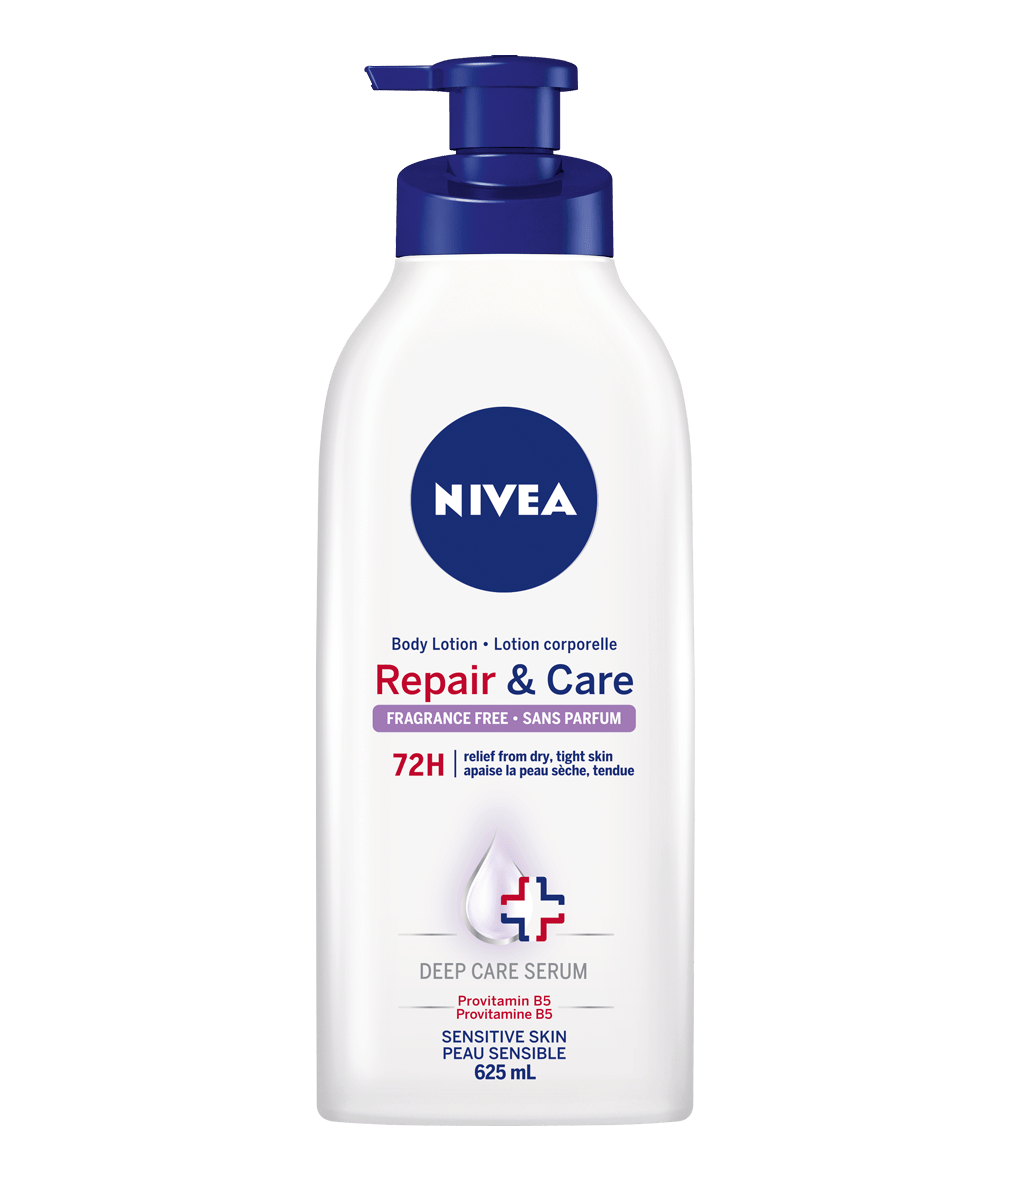 NIVEA
Body Lotion • Lotion corporelle
Repair & Care
FRAGRANCE FREE • SANS PARFUM
72H
relief from dry, tight skin
apaise la peau sèche, tendue
DEEP CARE SERUM
Provitamin B5
Provitamine B5
SENSITIVE SKIN
PEAU SENSIBLE
625 mL